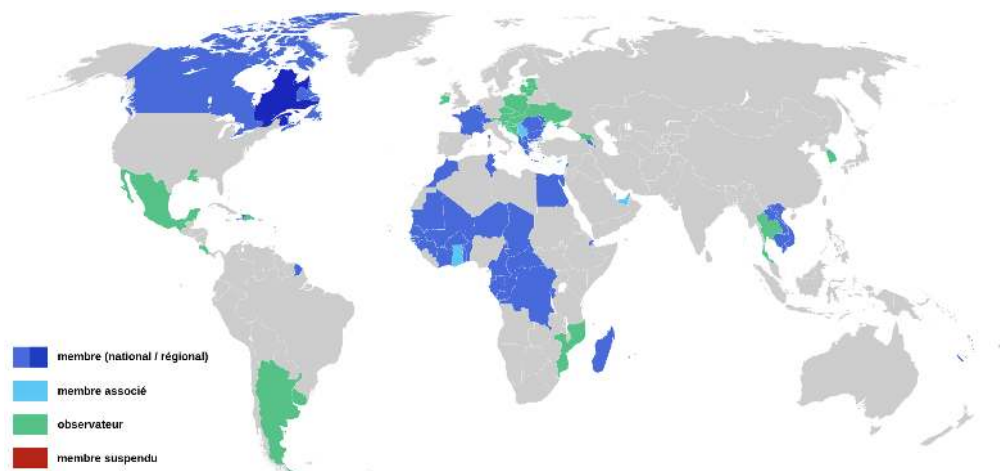 membre (national / régional)
membre associé
observateur
membre suspendu